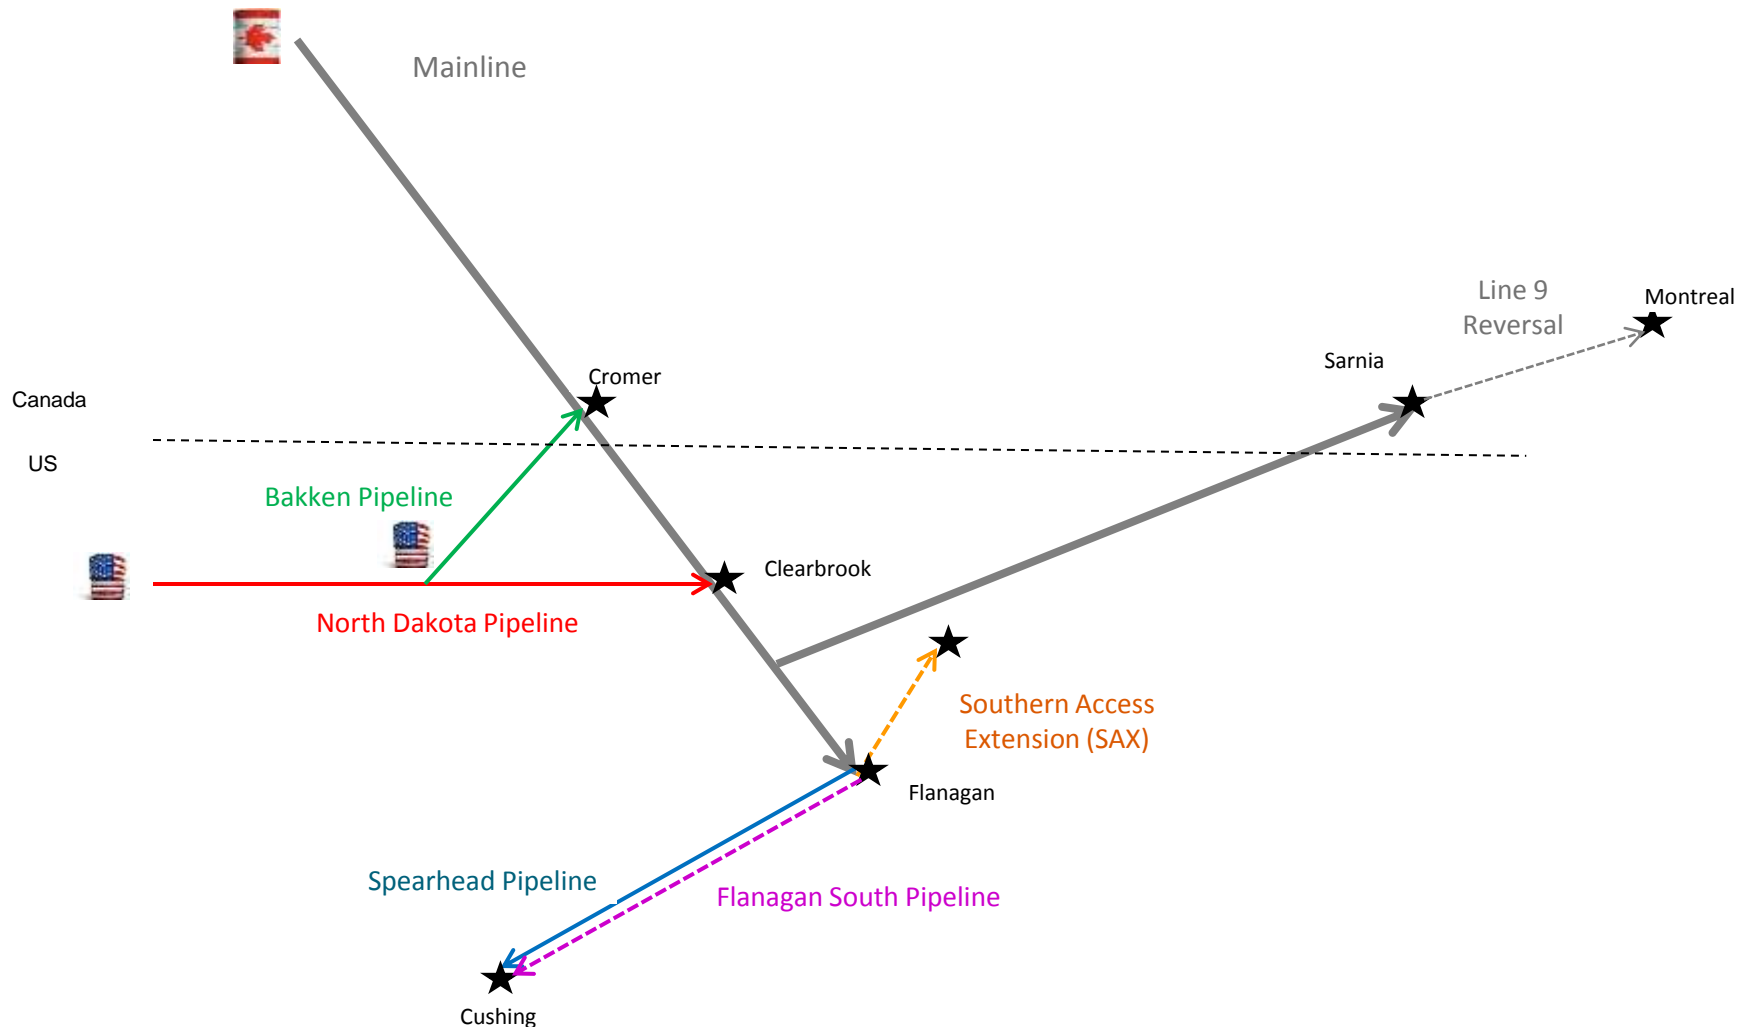 Mainline
Line 9
Reversal
Montreal
Sarnia
Cromer
Canada
US
Bakken Pipeline
Clearbrook
North Dakota Pipeline
Southern Access
Extension (SAX)
Flanagan
Spearhead Pipeline
Flanagan South Pipeline
Cushing